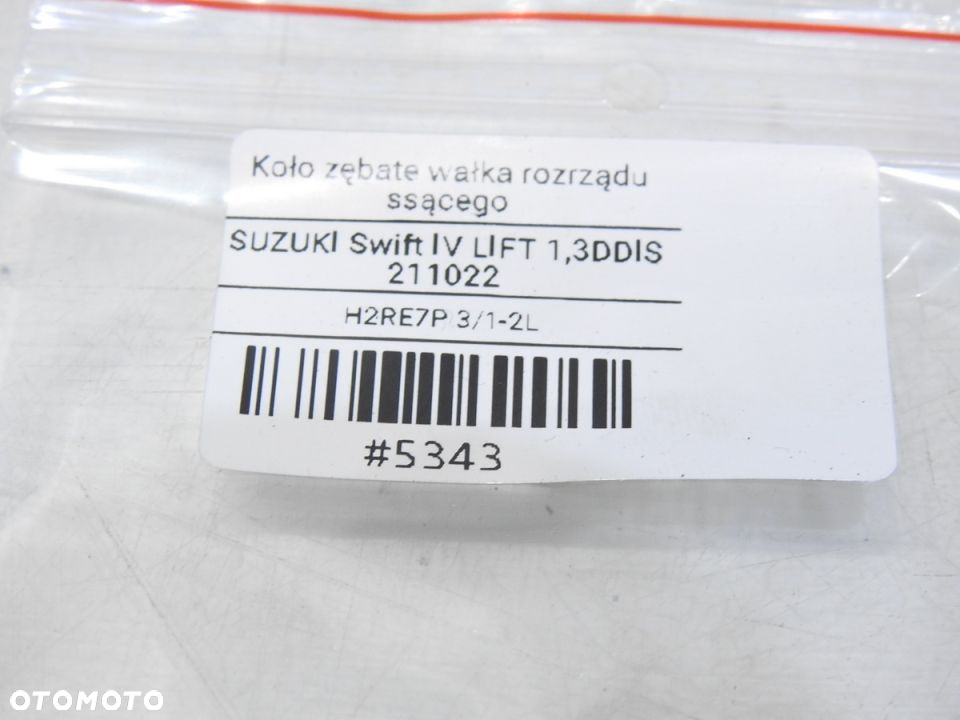 Koło zębate wałka rozrządu
ssącego
SUZUKI Swift IV LIFT 1,3DDIS
211022
H2RE7P 3/1-2L
#5343
OTOMOTO